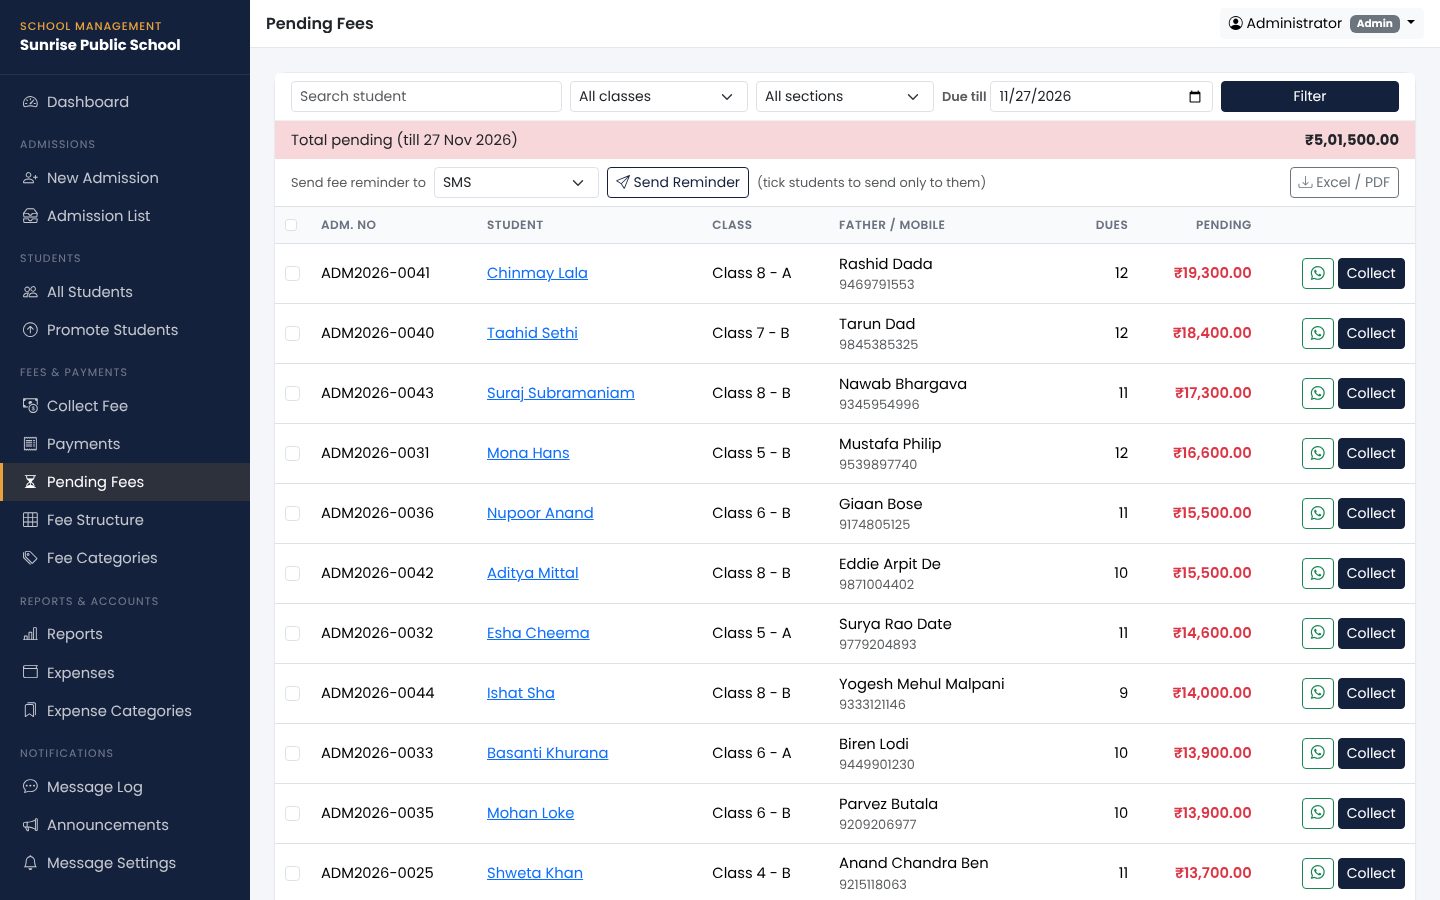 SCHOOL MANAGEMENT
Sunrise Public School
Dashboard
ADMISSIONS
New Admission
Admission List
STUDENTS
All Students
Promote Students
FEES & PAYMENTS
Collect Fee
Payments
Pending Fees
Fee Structure
Fee Categories
REPORTS & ACCOUNTS
Reports
Expenses
Expense Categories
NOTIFICATIONS
Message Log
Announcements
Message Settings
Pending Fees
Administrator Admin
Search student All classes All sections Due till 11/27/2026 Filter
Total pending (till 27 Nov 2026) ₹5,01,500.00
Send fee reminder to SMS Send Reminder (tick students to send only to them) Excel / PDF
ADM. NO STUDENT CLASS FATHER / MOBILE DUES PENDING
ADM2026-0041 Chinmay Lala Class 8 - A Rashid Dada 12 ₹19,300.00 Collect
9469791553
ADM2026-0040 Taahid Sethi Class 7 - B Tarun Dad 12 ₹18,400.00 Collect
9845385325
ADM2026-0043 Suraj Subramaniam Class 8 - B Nawab Bhargava 11 ₹17,300.00 Collect
9345954996
ADM2026-0031 Mona Hans Class 5 - B Mustafa Philip 12 ₹16,600.00 Collect
9539897740
ADM2026-0036 Nupoor Anand Class 6 - B Giaan Bose 11 ₹15,500.00 Collect
9174805125
ADM2026-0042 Aditya Mittal Class 8 - B Eddie Arpit De 10 ₹15,500.00 Collect
9871004402
ADM2026-0032 Esha Cheema Class 5 - A Surya Rao Date 11 ₹14,600.00 Collect
9779204893
ADM2026-0044 Ishat Sha Class 8 - B Yogesh Mehul Malpani 9 ₹14,000.00 Collect
9333121146
ADM2026-0033 Basanti Khurana Class 6 - A Biren Lodi 10 ₹13,900.00 Collect
9449901230
ADM2026-0035 Mohan Loke Class 6 - B Parvez Butala 10 ₹13,900.00 Collect
9209206977
ADM2026-0025 Shweta Khan Class 4 - B Anand Chandra Ben 11 ₹13,700.00 Collect
9215118063